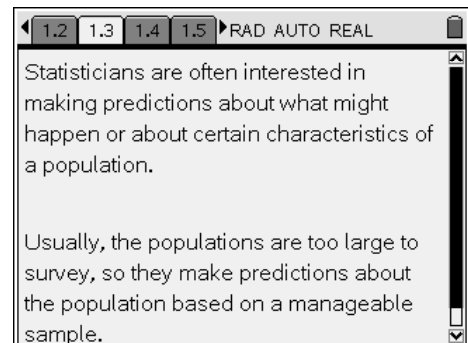 1.2 1.3 1.4 1.5 RAD AUTO REAL
Statisticians are often interested in
making predictions about what might
happen or about certain characteristics of
a population.
Usually, the populations are too large to
survey, so they make predictions about
the population based on a manageable
sample.